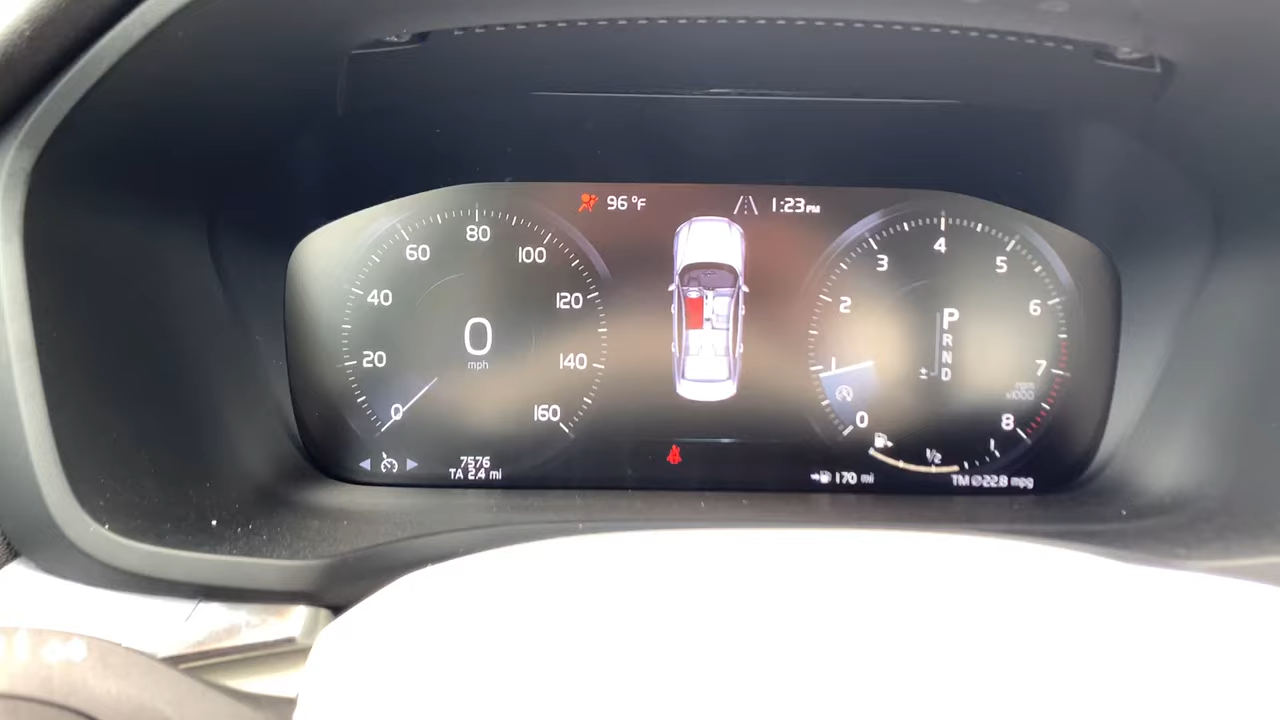 96 °F
1:23 PM
0
20
40
60
80
100
120
140
160
0
mph
7576
TA 2.4 mi
0
1
2
3
4
5
6
7
8
rpm
x1000
P
R
N
D
±
1/2
1
170 mi
TM Ø22.8 mpg